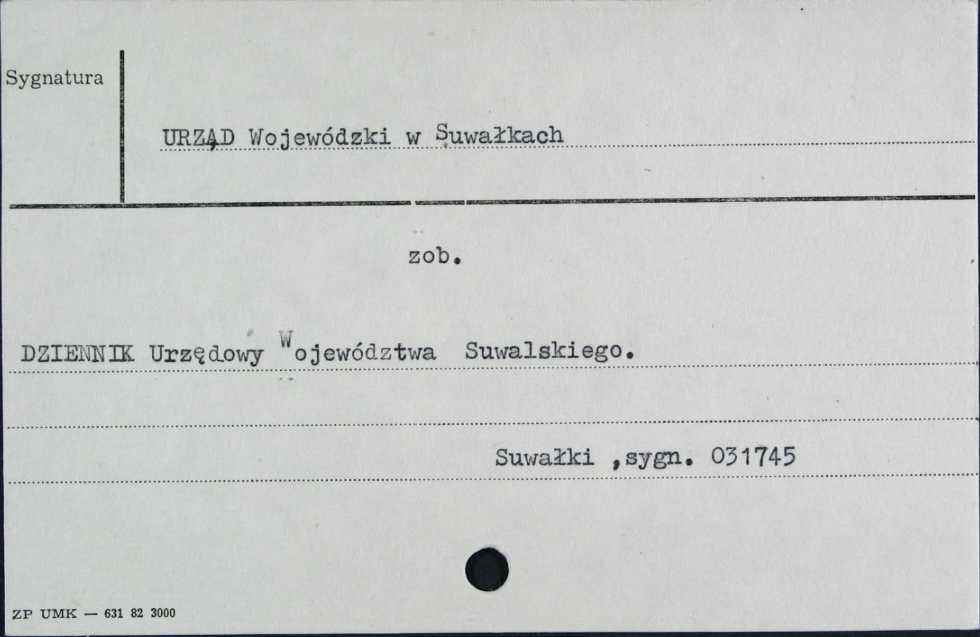 Sygnatura
URZĄD Wojewódzki w Suwałkach
zob.
DZIENNIK Urzędowy Województwa Suwalskiego.
Suwałki ,sygn. 031745
ZP UMK — 631 82 3000